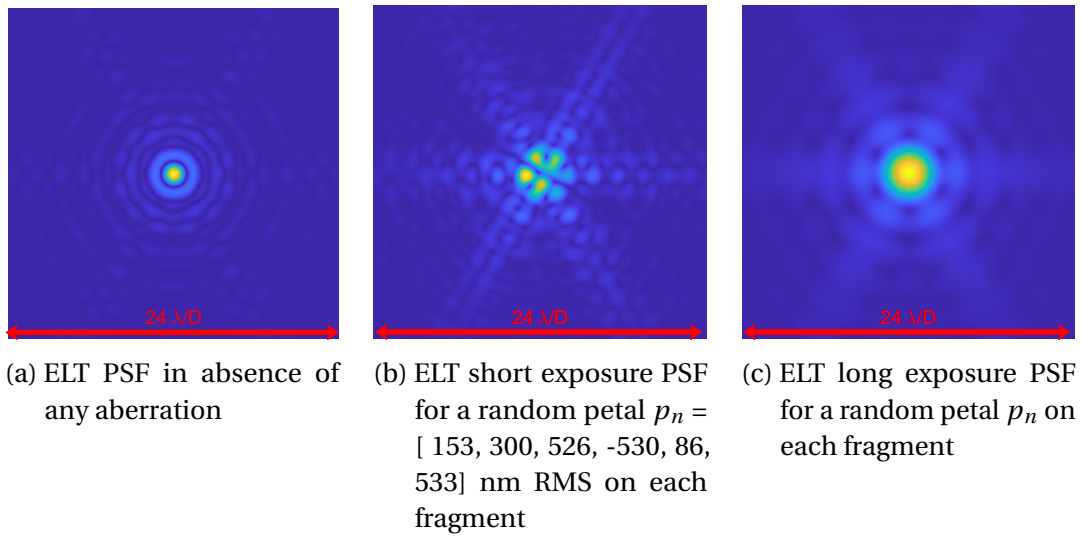 24 λ/D
24 λ/D
24 λ/D
(a) ELT PSF in absence of
any aberration
(b) ELT short exposure PSF
for a random petal pₙ =
[ 153, 300, 526, -530, 86,
533] nm RMS on each
fragment
(c) ELT long exposure PSF
for a random petal pₙ on
each fragment